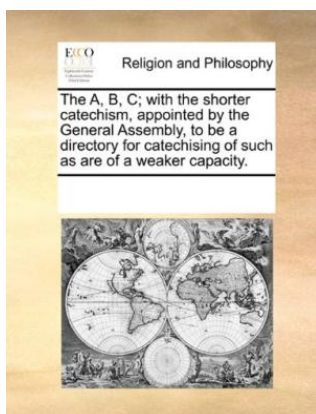 ECCO
Religion and Philosophy
The A, B, C; with the shorter
catechism, appointed by the
General Assembly, to be a
directory for catechising of such
as are of a weaker capacity.